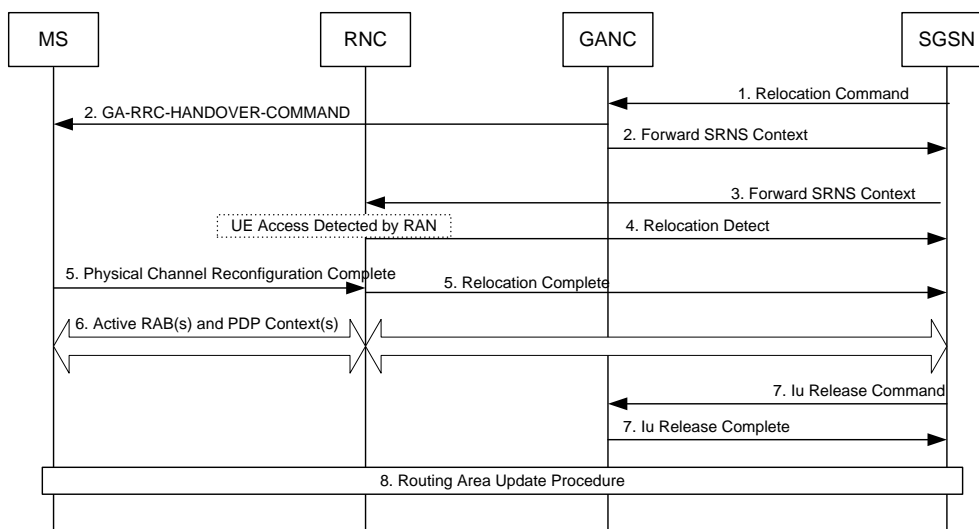 MS
RNC
GANC
SGSN
1. Relocation Command
2. GA-RRC-HANDOVER-COMMAND
2. Forward SRNS Context
3. Forward SRNS Context
UE Access Detected by RAN
4. Relocation Detect
5. Physical Channel Reconfiguration Complete
5. Relocation Complete
6. Active RAB(s) and PDP Context(s)
7. Iu Release Command
7. Iu Release Complete
8. Routing Area Update Procedure